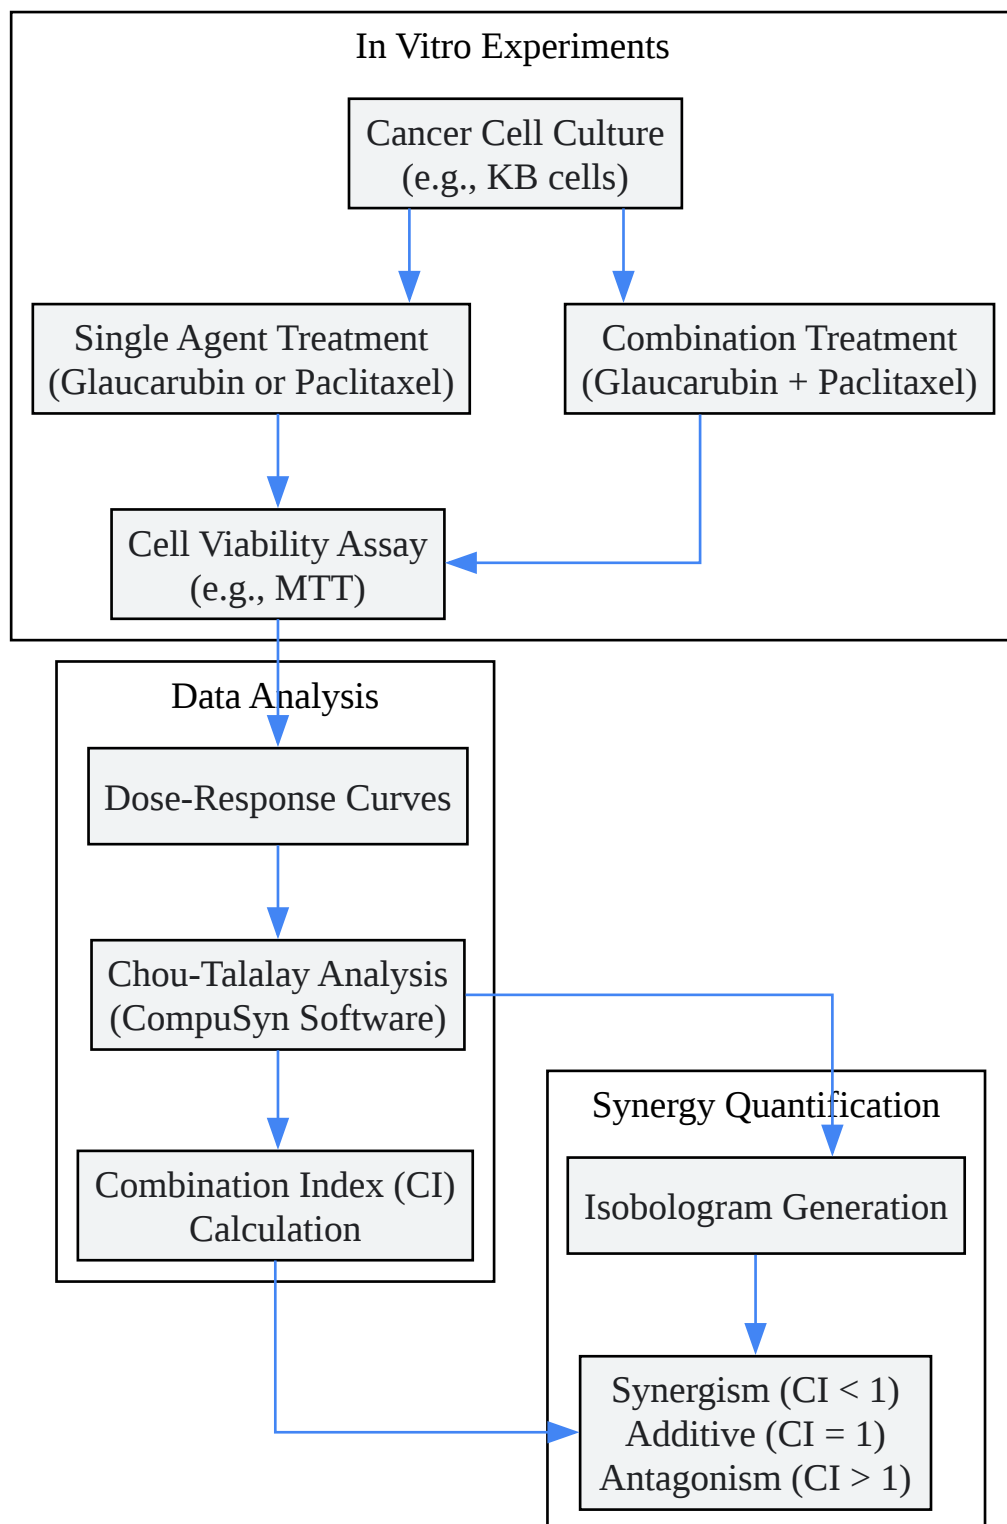 In Vitro Experiments
Cancer Cell Culture
(e.g., KB cells)
Single Agent Treatment
(Glaucarubin or Paclitaxel)
Combination Treatment
(Glaucarubin + Paclitaxel)
Cell Viability Assay
(e.g., MTT)
Data Analysis
Dose-Response Curves
Chou-Talalay Analysis
(CompuSyn Software)
Combination Index (CI)
Calculation
Synergy Quantification
Isobologram Generation
Synergism (CI < 1)
Additive (CI = 1)
Antagonism (CI > 1)